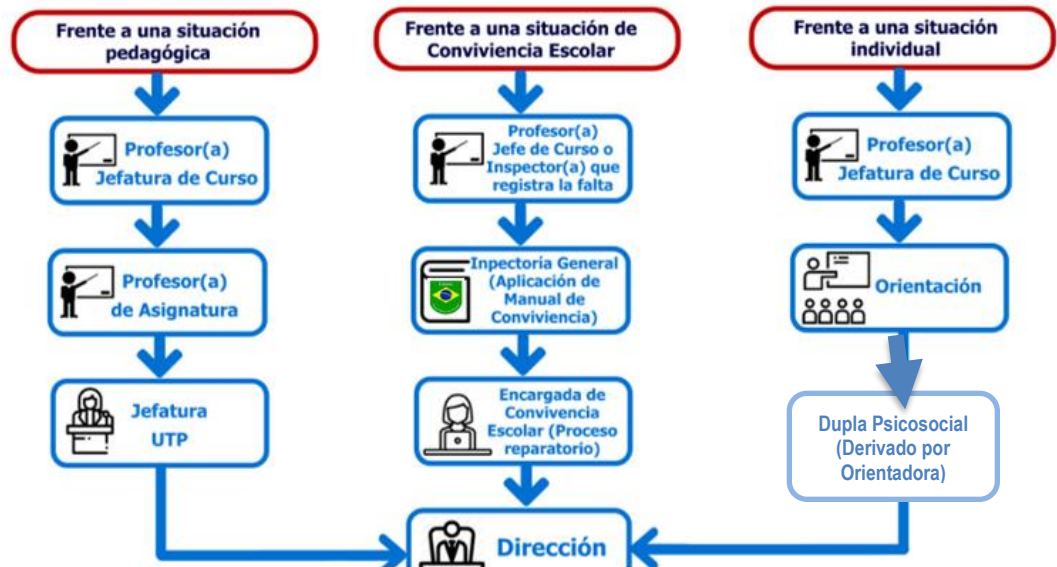 Frente a una situación
pedagógica
Profesor(a)
Jefatura de Curso
Profesor(a)
de Asignatura
Jefatura
UTP
Frente a una situación de
Conviviencia Escolar
Profesor(a)
Jefe de Curso o
Inspector(a) que
registra la falta
Inpectoría General
(Aplicación de
Manual de
Conviviencia)
Encargada de
Convivencia
Escolar (Proceso
reparatorio)
Frente a una situación
individual
Profesor(a)
Jefatura de Curso
Orientación
Dupla Psicosocial
(Derivado por
Orientadora)
Dirección